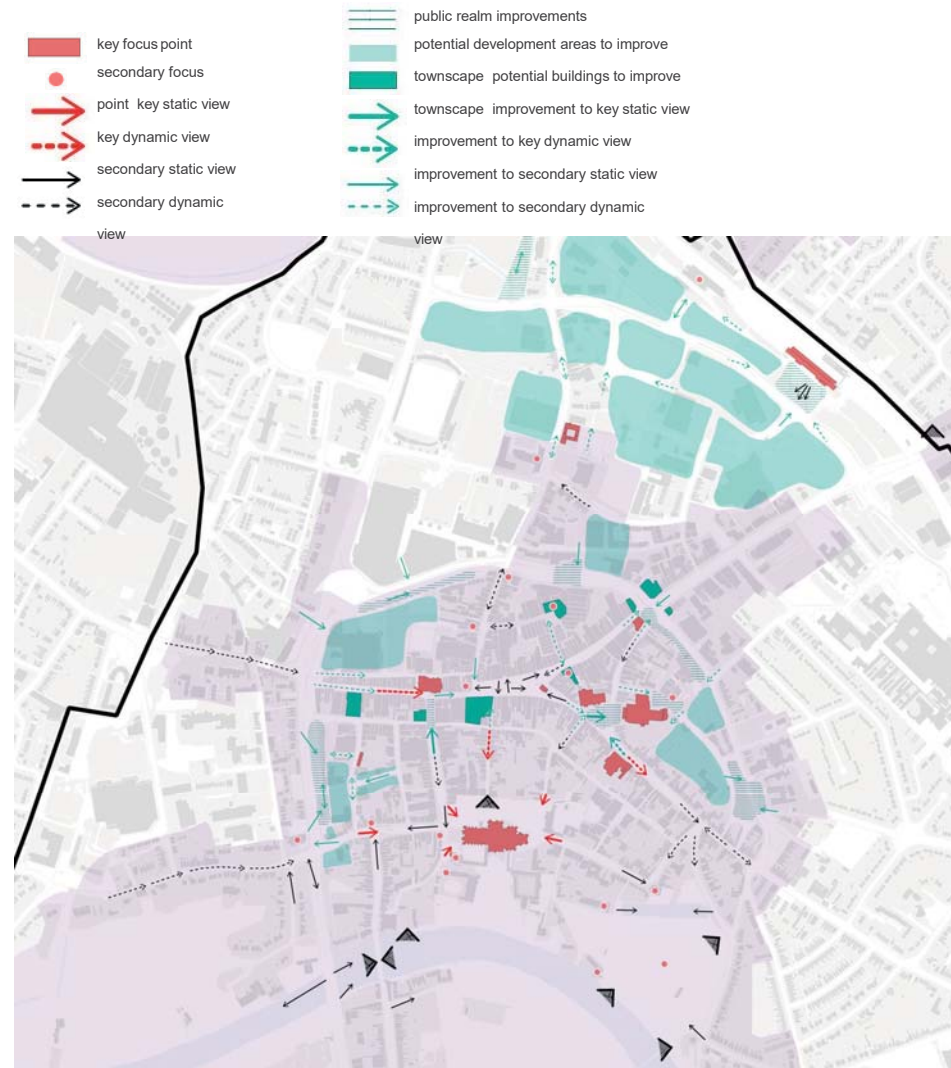 key focus point
secondary focus
point key static view
key dynamic view
secondary static view
secondary dynamic
view
public realm improvements
potential development areas to improve
townscape potential buildings to improve
townscape improvement to key static view
improvement to key dynamic view
improvement to secondary static view
improvement to secondary dynamic
view